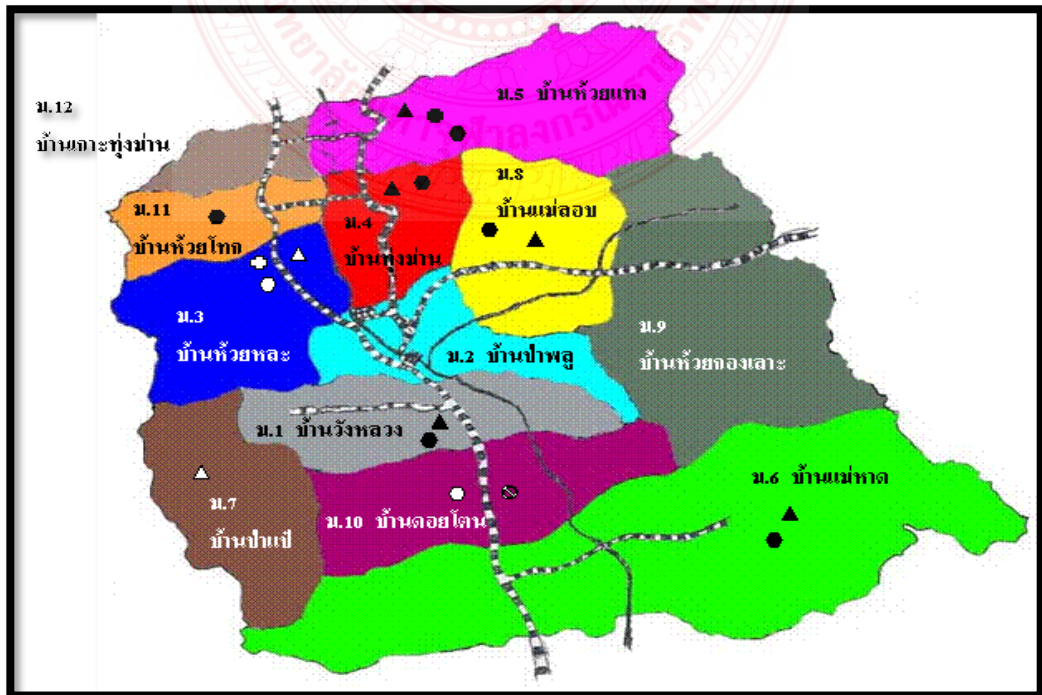 ม.5 บ้านห้วยแทง
ม.12
บ้านเกาะทุ่งม่าน
ม.8
บ้านแม่ลอบ
ม.11
บ้านห้วยโทก
ม.4
บ้านทุ่งม่าน
ม.3
บ้านห้วยหละ
ม.2 บ้านป่าพลู
ม.9
บ้านห้วยกองเลาะ
ม.1 บ้านวังหลวง
ม.6 บ้านแม่หาด
ม.7
บ้านป่าแป๋
ม.10 บ้านดอยโตน